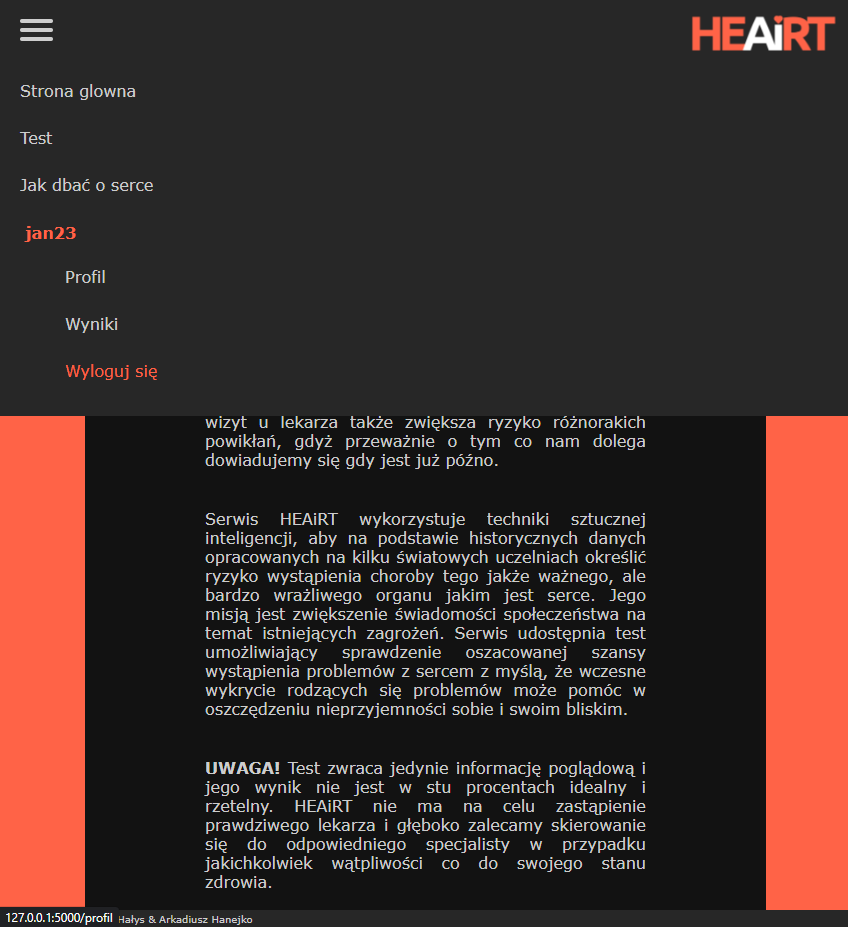 HEAiRT
Strona glowna
Test
Jak dbać o serce
jan23
Profil
Wyniki
Wyloguj się
wizyt u lekarza także zwiększa ryzyko różnorakich
powikłań, gdyż przeważnie o tym co nam dolega
dowiadujemy się gdy jest już późno.
Serwis HEAiRT wykorzystuje techniki sztucznej
inteligencji, aby na podstawie historycznych danych
opracowanych na kilku światowych uczelniach określić
ryzyko wystąpienia choroby tego jakże ważnego, ale
bardzo wrażliwego organu jakim jest serce. Jego
misją jest zwiększenie świadomości społeczeństwa na
temat istniejących zagrożeń. Serwis udostępnia test
umożliwiający sprawdzenie oszacowanej szansy
wystąpienia problemów z sercem z myślą, że wczesne
wykrycie rodzących się problemów może pomóc w
oszczędzeniu nieprzyjemności sobie i swoim bliskim.
UWAGA! Test zwraca jedynie informację poglądową i
jego wynik nie jest w stu procentach idealny i
rzetelny. HEAiRT nie ma na celu zastąpienie
prawdziwego lekarza i głęboko zalecamy skierowanie
się do odpowiedniego specjalisty w przypadku
jakichkolwiek wątpliwości co do swojego stanu
zdrowia.
127.0.0.1:5000/profil Hałys & Arkadiusz Hanejko